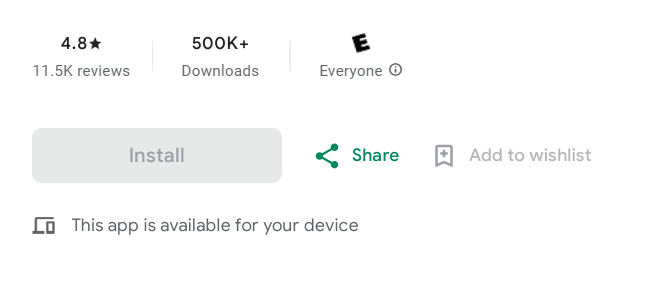 4.8★ 500K+ E
11.5K reviews Downloads Everyone
Install Share Add to wishlist
This app is available for your device